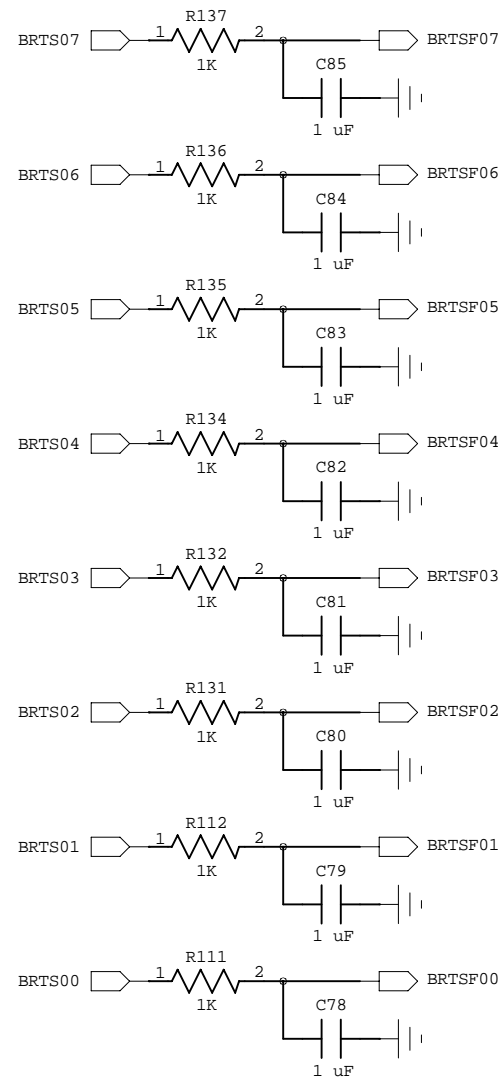 R137
BRTS07 1 2 BRTSF07
1K C85
1 uF
R136
BRTS06 1 2 BRTSF06
1K C84
1 uF
R135
BRTS05 1 2 BRTSF05
1K C83
1 uF
R134
BRTS04 1 2 BRTSF04
1K C82
1 uF
R132
BRTS03 1 2 BRTSF03
1K C81
1 uF
R131
BRTS02 1 2 BRTSF02
1K C80
1 uF
R112
BRTS01 1 2 BRTSF01
1K C79
1 uF
R111
BRTS00 1 2 BRTSF00
1K C78
1 uF